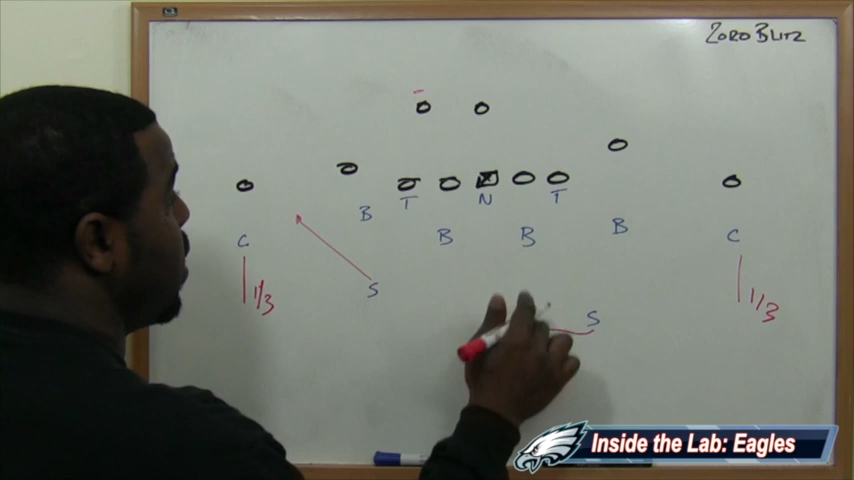 ZORO BLITZ
T N T
B
B B B
C C
S
1/3 1/3
S
Inside the Lab: Eagles